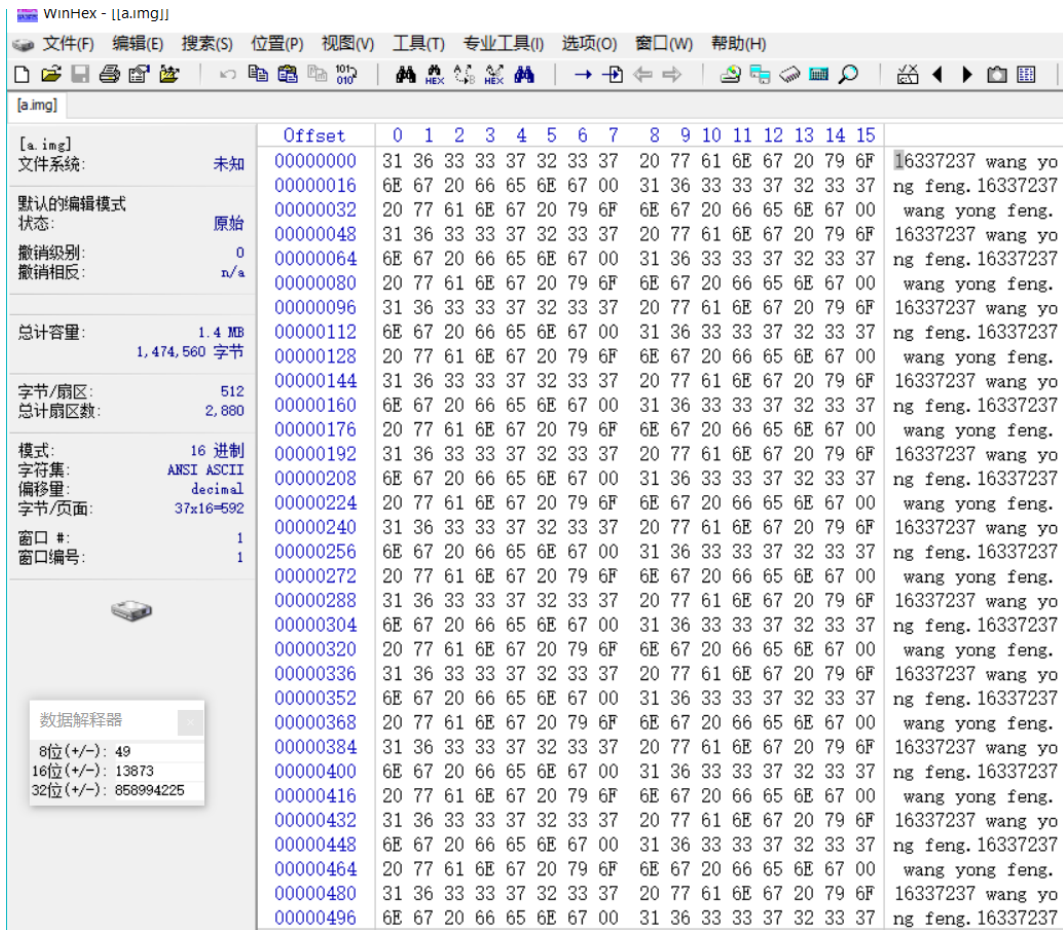 WinHex - [[a.img]]
文件(F) 编辑(E) 搜索(S) 位置(P) 视图(V) 工具(T) 专业工具(I) 选项(O) 窗口(W) 帮助(H)
[a.img]
[a.img]
文件系统: 未知
默认的编辑模式
状态: 原始
撤销级别: 0
撤销相反: n/a
总计容量: 1.4 MB
1,474,560 字节
字节/扇区: 512
总计扇区数: 2,880
模式: 16 进制
字符集: ANSI ASCII
偏移量: decimal
字节/页面: 37x16=592
窗口 #: 1
窗口编号: 1
数据解释器
8位(+/-): 49
16位(+/-): 13873
32位(+/-): 858994225
Offset 0 1 2 3 4 5 6 7 8 9 10 11 12 13 14 15
00000000 31 36 33 33 37 32 33 37 20 77 61 6E 67 20 79 6F 16337237 wang yo
00000016 6E 67 20 66 65 6E 67 00 31 36 33 33 37 32 33 37 ng feng.16337237
00000032 20 77 61 6E 67 20 79 6F 6E 67 20 66 65 6E 67 00 wang yong feng.
00000048 31 36 33 33 37 32 33 37 20 77 61 6E 67 20 79 6F 16337237 wang yo
00000064 6E 67 20 66 65 6E 67 00 31 36 33 33 37 32 33 37 ng feng.16337237
00000080 20 77 61 6E 67 20 79 6F 6E 67 20 66 65 6E 67 00 wang yong feng.
00000096 31 36 33 33 37 32 33 37 20 77 61 6E 67 20 79 6F 16337237 wang yo
00000112 6E 67 20 66 65 6E 67 00 31 36 33 33 37 32 33 37 ng feng.16337237
00000128 20 77 61 6E 67 20 79 6F 6E 67 20 66 65 6E 67 00 wang yong feng.
00000144 31 36 33 33 37 32 33 37 20 77 61 6E 67 20 79 6F 16337237 wang yo
00000160 6E 67 20 66 65 6E 67 00 31 36 33 33 37 32 33 37 ng feng.16337237
00000176 20 77 61 6E 67 20 79 6F 6E 67 20 66 65 6E 67 00 wang yong feng.
00000192 31 36 33 33 37 32 33 37 20 77 61 6E 67 20 79 6F 16337237 wang yo
00000208 6E 67 20 66 65 6E 67 00 31 36 33 33 37 32 33 37 ng feng.16337237
00000224 20 77 61 6E 67 20 79 6F 6E 67 20 66 65 6E 67 00 wang yong feng.
00000240 31 36 33 33 37 32 33 37 20 77 61 6E 67 20 79 6F 16337237 wang yo
00000256 6E 67 20 66 65 6E 67 00 31 36 33 33 37 32 33 37 ng feng.16337237
00000272 20 77 61 6E 67 20 79 6F 6E 67 20 66 65 6E 67 00 wang yong feng.
00000288 31 36 33 33 37 32 33 37 20 77 61 6E 67 20 79 6F 16337237 wang yo
00000304 6E 67 20 66 65 6E 67 00 31 36 33 33 37 32 33 37 ng feng.16337237
00000320 20 77 61 6E 67 20 79 6F 6E 67 20 66 65 6E 67 00 wang yong feng.
00000336 31 36 33 33 37 32 33 37 20 77 61 6E 67 20 79 6F 16337237 wang yo
00000352 6E 67 20 66 65 6E 67 00 31 36 33 33 37 32 33 37 ng feng.16337237
00000368 20 77 61 6E 67 20 79 6F 6E 67 20 66 65 6E 67 00 wang yong feng.
00000384 31 36 33 33 37 32 33 37 20 77 61 6E 67 20 79 6F 16337237 wang yo
00000400 6E 67 20 66 65 6E 67 00 31 36 33 33 37 32 33 37 ng feng.16337237
00000416 20 77 61 6E 67 20 79 6F 6E 67 20 66 65 6E 67 00 wang yong feng.
00000432 31 36 33 33 37 32 33 37 20 77 61 6E 67 20 79 6F 16337237 wang yo
00000448 6E 67 20 66 65 6E 67 00 31 36 33 33 37 32 33 37 ng feng.16337237
00000464 20 77 61 6E 67 20 79 6F 6E 67 20 66 65 6E 67 00 wang yong feng.
00000480 31 36 33 33 37 32 33 37 20 77 61 6E 67 20 79 6F 16337237 wang yo
00000496 6E 67 20 66 65 6E 67 00 31 36 33 33 37 32 33 37 ng feng.16337237